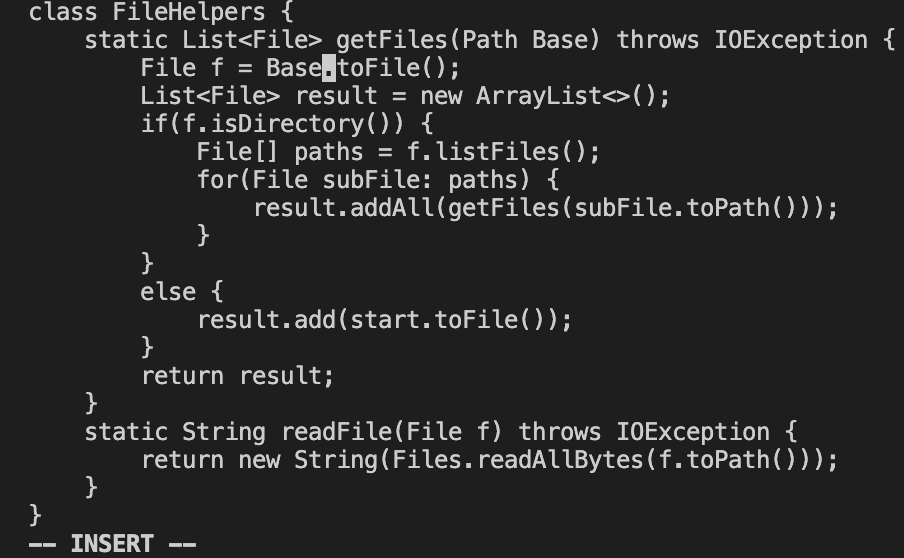 class FileHelpers {
    static List<File> getFiles(Path Base) throws IOException {
        File f = Base.toFile();
        List<File> result = new ArrayList<>();
        if(f.isDirectory()) {
            File[] paths = f.listFiles();
            for(File subFile: paths) {
                result.addAll(getFiles(subFile.toPath()));
            }
        }
        else {
            result.add(start.toFile());
        }
        return result;
    }
    static String readFile(File f) throws IOException {
        return new String(Files.readAllBytes(f.toPath()));
    }
}
-- INSERT --